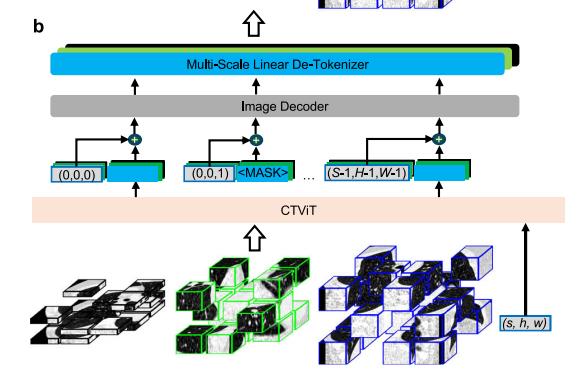 b
Multi-Scale Linear De-Tokenizer
Image Decoder
(0,0,0)
(0,0,1) <MASK> ... (S-1,H-1,W-1)
CTViT
(s, h, w)